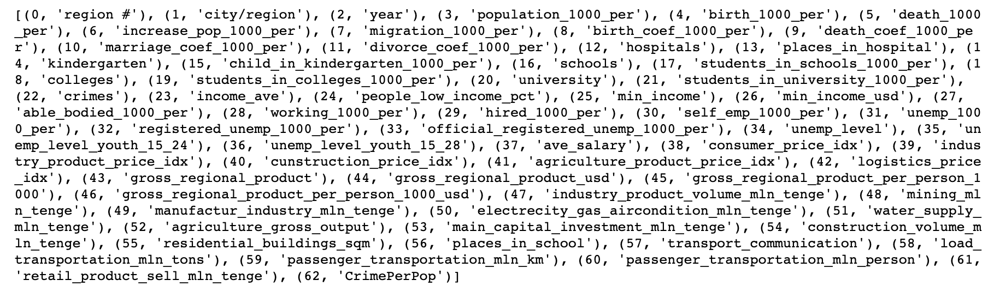 [(0, 'region #'), (1, 'city/region'), (2, 'year'), (3, 'population_1000_per'), (4, 'birth_1000_per'), (5, 'death_1000
_per'), (6, 'increase_pop_1000_per'), (7, 'migration_1000_per'), (8, 'birth_coef_1000_per'), (9, 'death_coef_1000_pe
r'), (10, 'marriage_coef_1000_per'), (11, 'divorce_coef_1000_per'), (12, 'hospitals'), (13, 'places_in_hospital'), (1
4, 'kindergarten'), (15, 'child_in_kindergarten_1000_per'), (16, 'schools'), (17, 'students_in_schools_1000_per'), (1
8, 'colleges'), (19, 'students_in_colleges_1000_per'), (20, 'university'), (21, 'students_in_university_1000_per'),
(22, 'crimes'), (23, 'income_ave'), (24, 'people_low_income_pct'), (25, 'min_income'), (26, 'min_income_usd'), (27,
'able_bodied_1000_per'), (28, 'working_1000_per'), (29, 'hired_1000_per'), (30, 'self_emp_1000_per'), (31, 'unemp_100
0_per'), (32, 'registered_unemp_1000_per'), (33, 'official_registered_unemp_1000_per'), (34, 'unemp_level'), (35, 'un
emp_level_youth_15_24'), (36, 'unemp_level_youth_15_28'), (37, 'ave_salary'), (38, 'consumer_price_idx'), (39, 'indus
try_product_price_idx'), (40, 'cunstruction_price_idx'), (41, 'agriculture_product_price_idx'), (42, 'logistics_price
_idx'), (43, 'gross_regional_product'), (44, 'gross_regional_product_usd'), (45, 'gross_regional_product_per_person_1
000'), (46, 'gross_regional_product_per_person_1000_usd'), (47, 'industry_product_volume_mln_tenge'), (48, 'mining_ml
n_tenge'), (49, 'manufactur_industry_mln_tenge'), (50, 'electrecity_gas_aircondition_mln_tenge'), (51, 'water_supply_
mln_tenge'), (52, 'agriculture_gross_output'), (53, 'main_capital_investment_mln_tenge'), (54, 'construction_volume_m
ln_tenge'), (55, 'residential_buildings_sqm'), (56, 'places_in_school'), (57, 'transport_communication'), (58, 'load_
transportation_mln_tons'), (59, 'passenger_transportation_mln_km'), (60, 'passenger_transportation_mln_person'), (61,
'retail_product_sell_mln_tenge'), (62, 'CrimePerPop')]